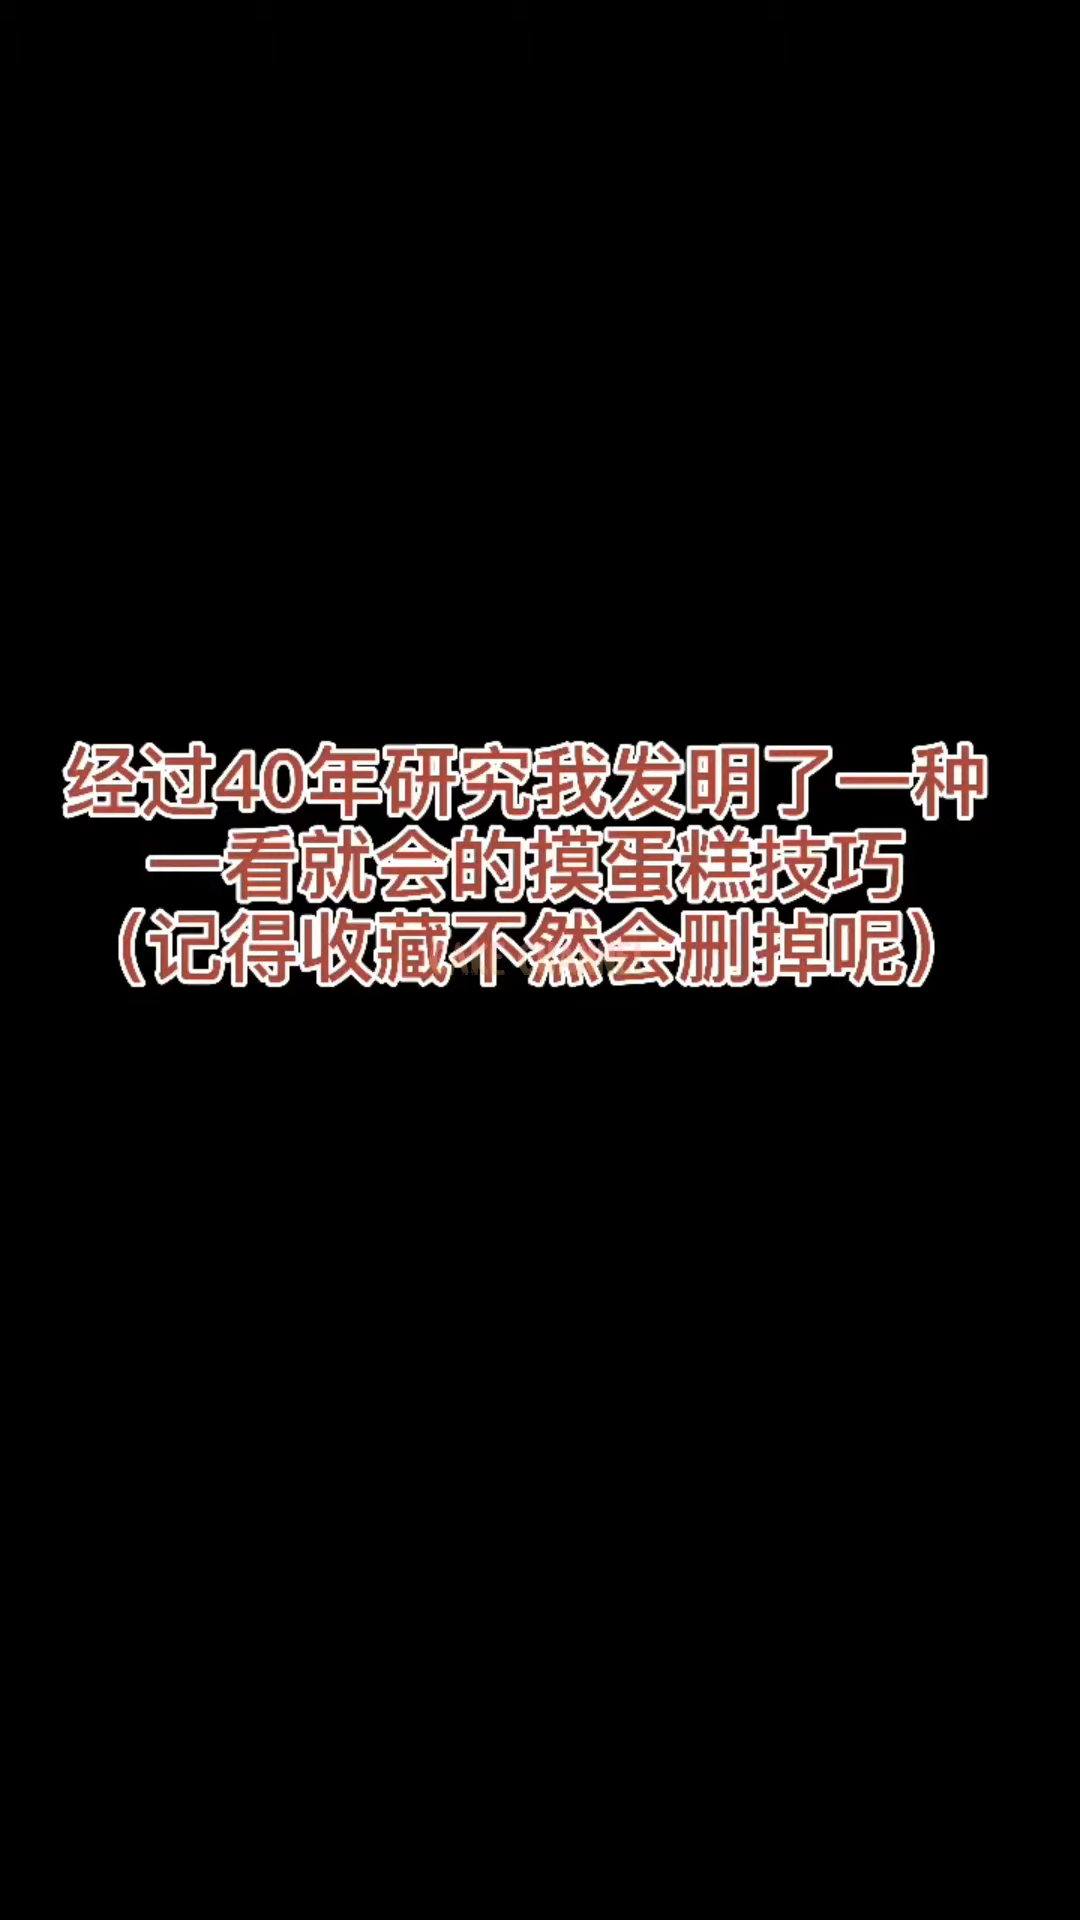 经过40年研究我发明了一种
一看就会的摸蛋糕技巧
（记得收藏不然会删掉呢）